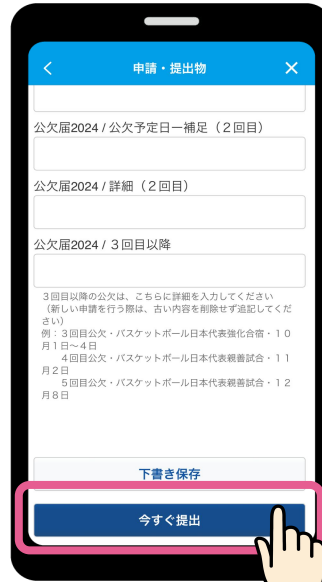 申請・提出物
公欠届2024 / 公欠予定日ー補足（２回目）
公欠届2024 / 詳細（２回目）
公欠届2024 / ３回目以降
３回目以降の公欠は、こちらに詳細を入力してください
（新しい申請を行う際は、古い内容を削除せず追記してくだ
さい）
例：３回目公欠・バスケットボール日本代表強化合宿・１０
月１日〜４日
４回目公欠・バスケットボール日本代表親善試合・１１
月２日
５回目公欠・バスケットボール日本代表親善試合・１２
月８日
下書き保存
今すぐ提出